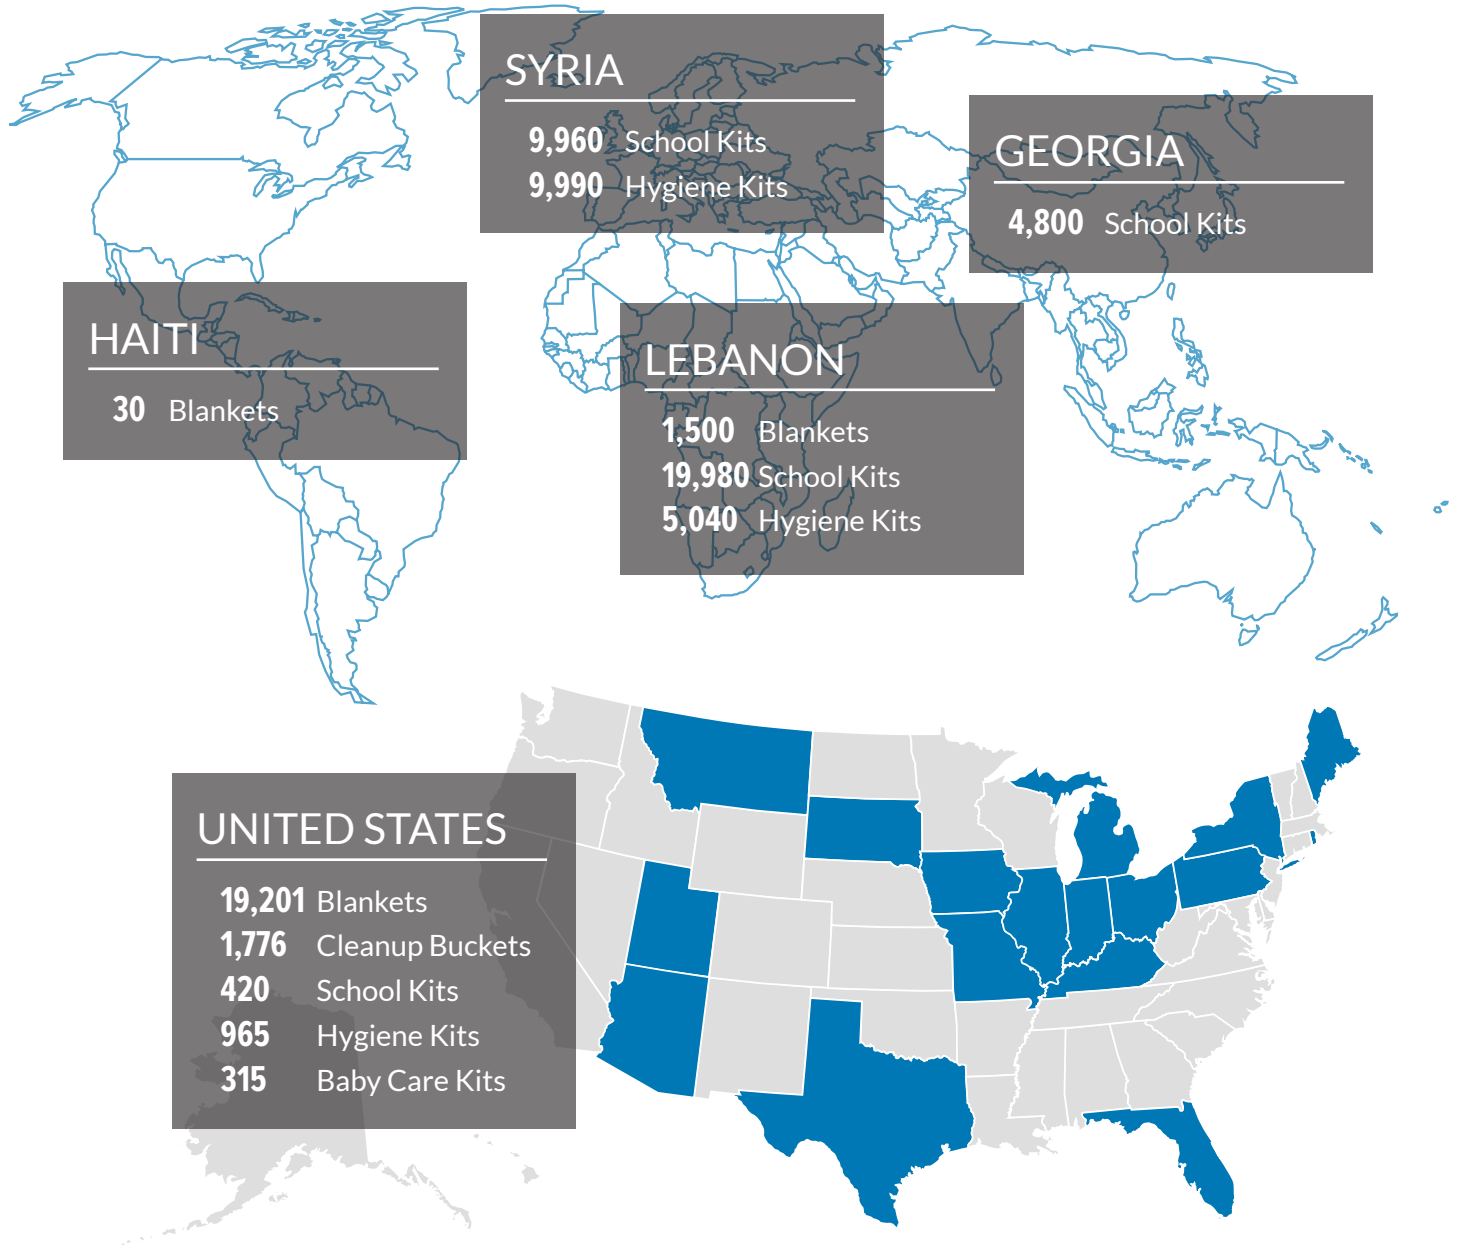 SYRIA
9,960 School Kits
9,990 Hygiene Kits
GEORGIA
4,800 School Kits
HAITI
30 Blankets
LEBANON
1,500 Blankets
19,980 School Kits
5,040 Hygiene Kits
UNITED STATES
19,201 Blankets
1,776 Cleanup Buckets
420 School Kits
965 Hygiene Kits
315 Baby Care Kits